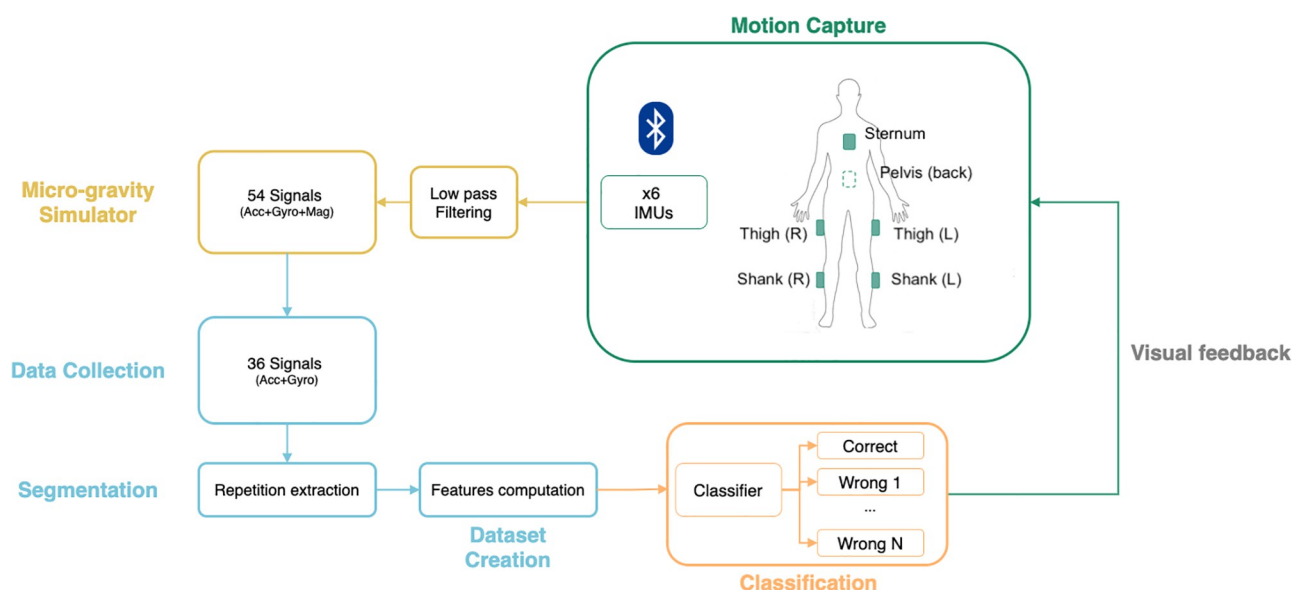 Motion Capture
Sternum
Pelvis (back)
x6
IMUs
Thigh (R)
Thigh (L)
Shank (R)
Shank (L)
Micro-gravity
Simulator
54 Signals
(Acc+Gyro+Mag)
Low pass
Filtering
Data Collection
36 Signals
(Acc+Gyro)
Visual feedback
Segmentation
Repetition extraction
Features computation
Dataset
Creation
Classifier
Correct
Wrong 1
...
Wrong N
Classification